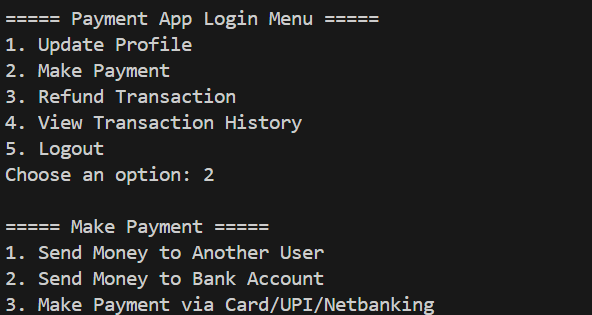 ===== Payment App Login Menu =====
1. Update Profile
2. Make Payment
3. Refund Transaction
4. View Transaction History
5. Logout
Choose an option: 2
===== Make Payment =====
1. Send Money to Another User
2. Send Money to Bank Account
3. Make Payment via Card/UPI/Netbanking